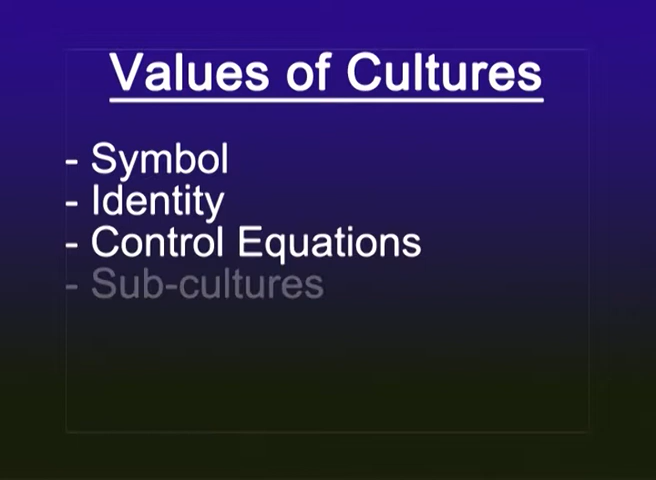 Values of Cultures
- Symbol
- Identity
- Control Equations
- Sub-cultures